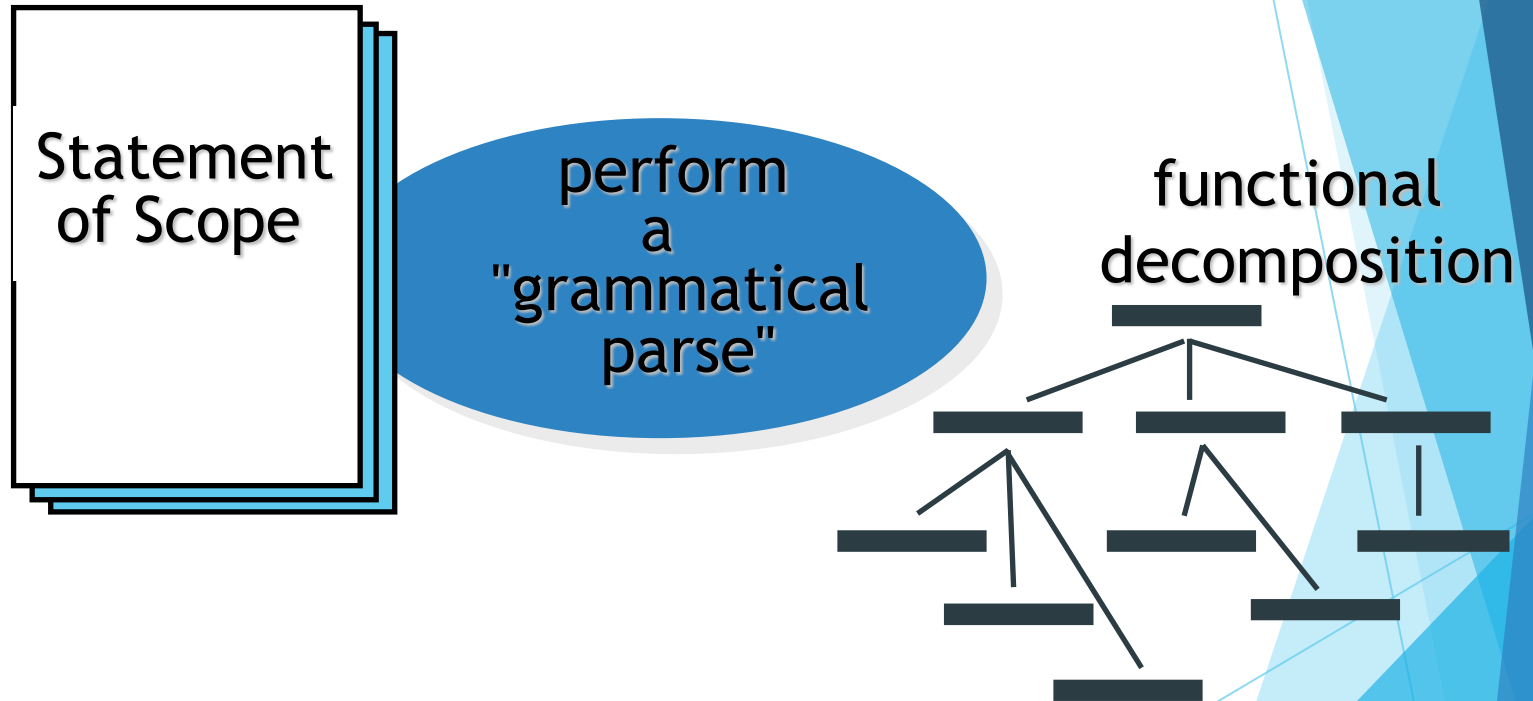 Statement
of Scope
perform
a
"grammatical
parse"
functional
decomposition